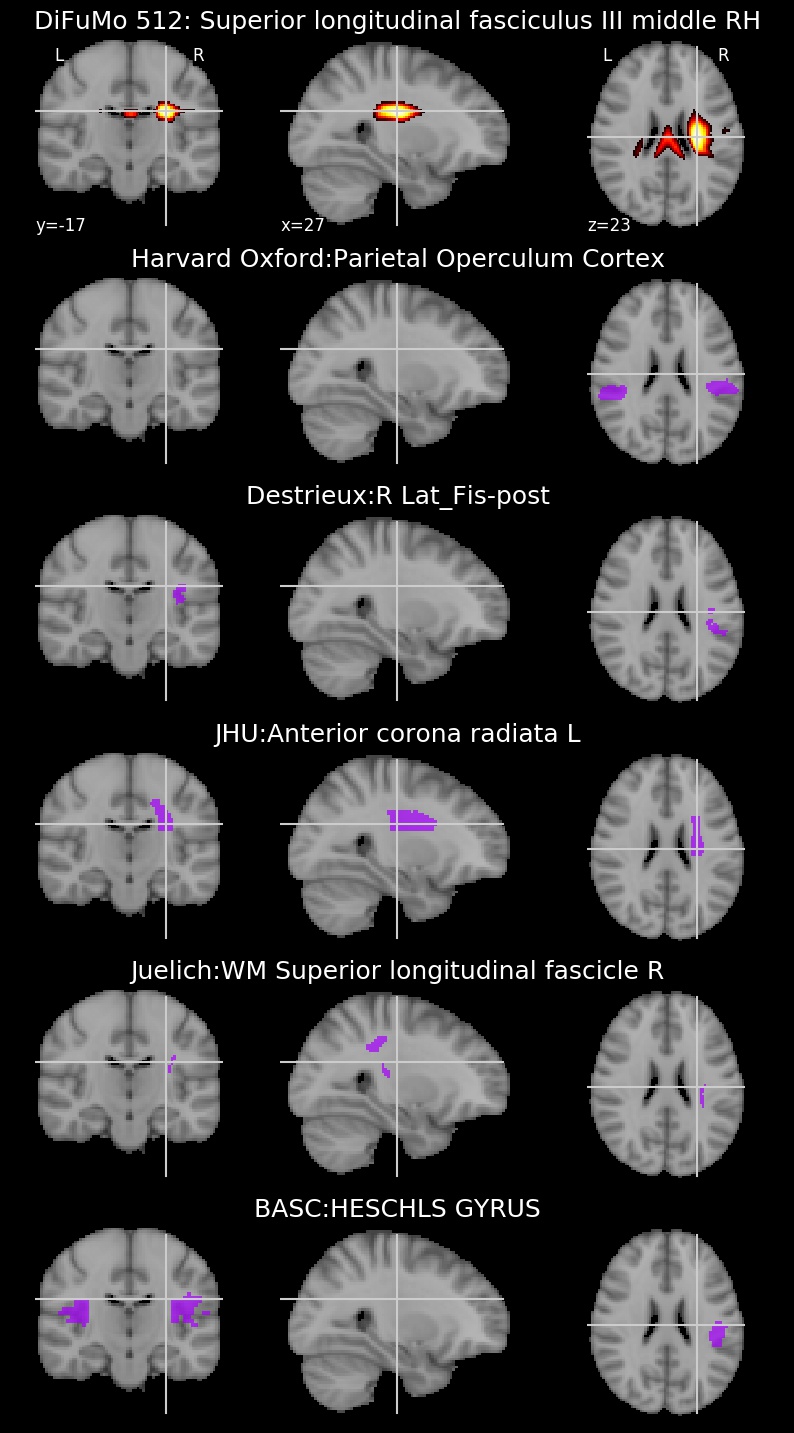 DiFuMo 512: Superior longitudinal fasciculus III middle RH
L R L R
y=-17 x=27 z=23
Harvard Oxford:Parietal Operculum Cortex
Destrieux:R Lat_Fis-post
JHU:Anterior corona radiata L
Juelich:WM Superior longitudinal fascicle R
BASC:HESCHLS GYRUS